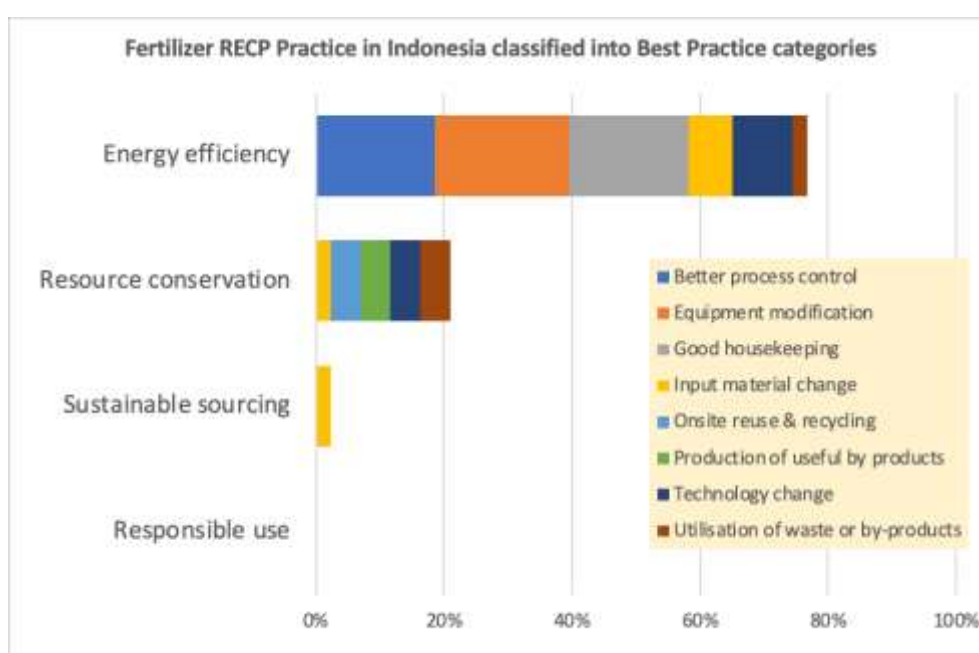 Fertilizer RECP Practice in Indonesia classified into Best Practice categories
Energy efficiency
Resource conservation
Sustainable sourcing
Responsible use
Better process control
Equipment modification
Good housekeeping
Input material change
Onsite reuse & recycling
Production of useful by products
Technology change
Utilisation of waste or by-products
0% 20% 40% 60% 80% 100%